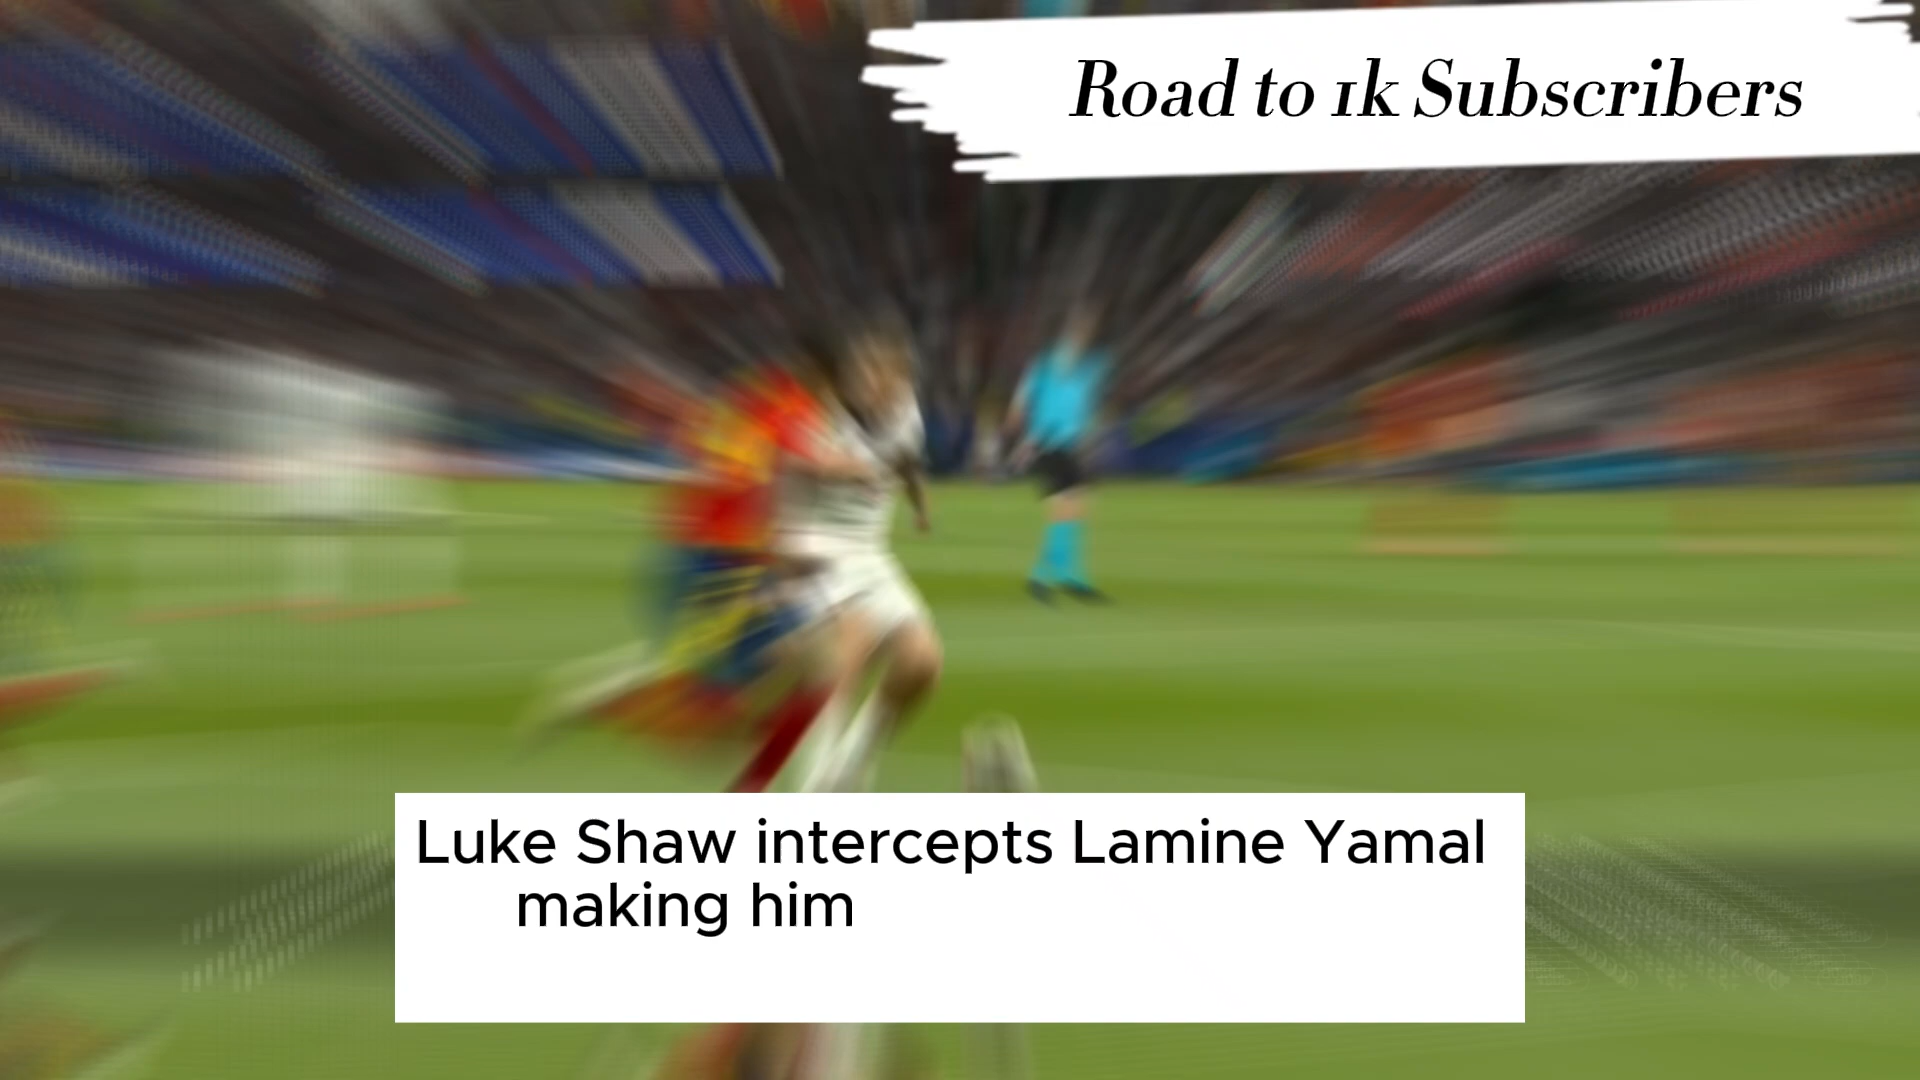 Road to 1k Subscribers
Luke Shaw intercepts Lamine Yamal
making him